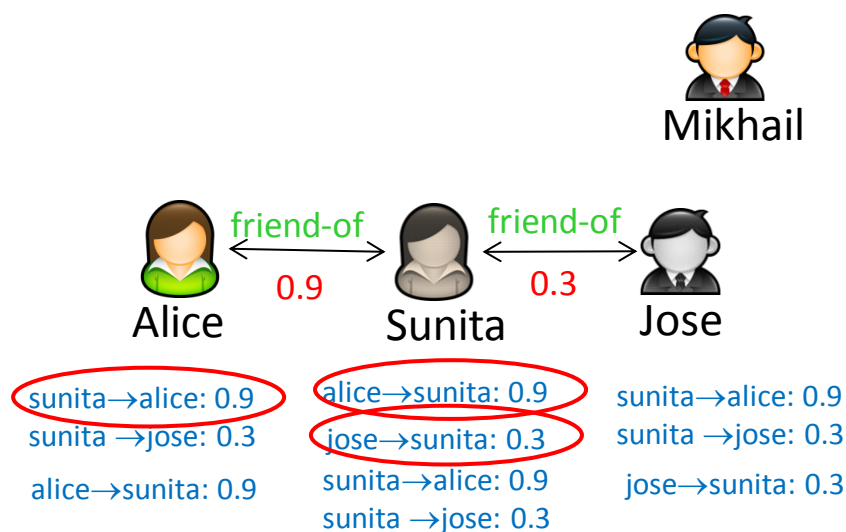 Mikhail
friend-of
friend-of
0.9
0.3
Alice
Sunita
Jose
sunita→alice: 0.9
sunita →jose: 0.3
alice→sunita: 0.9
alice→sunita: 0.9
jose→sunita: 0.3
sunita→alice: 0.9
sunita →jose: 0.3
sunita→alice: 0.9
sunita →jose: 0.3
jose→sunita: 0.3